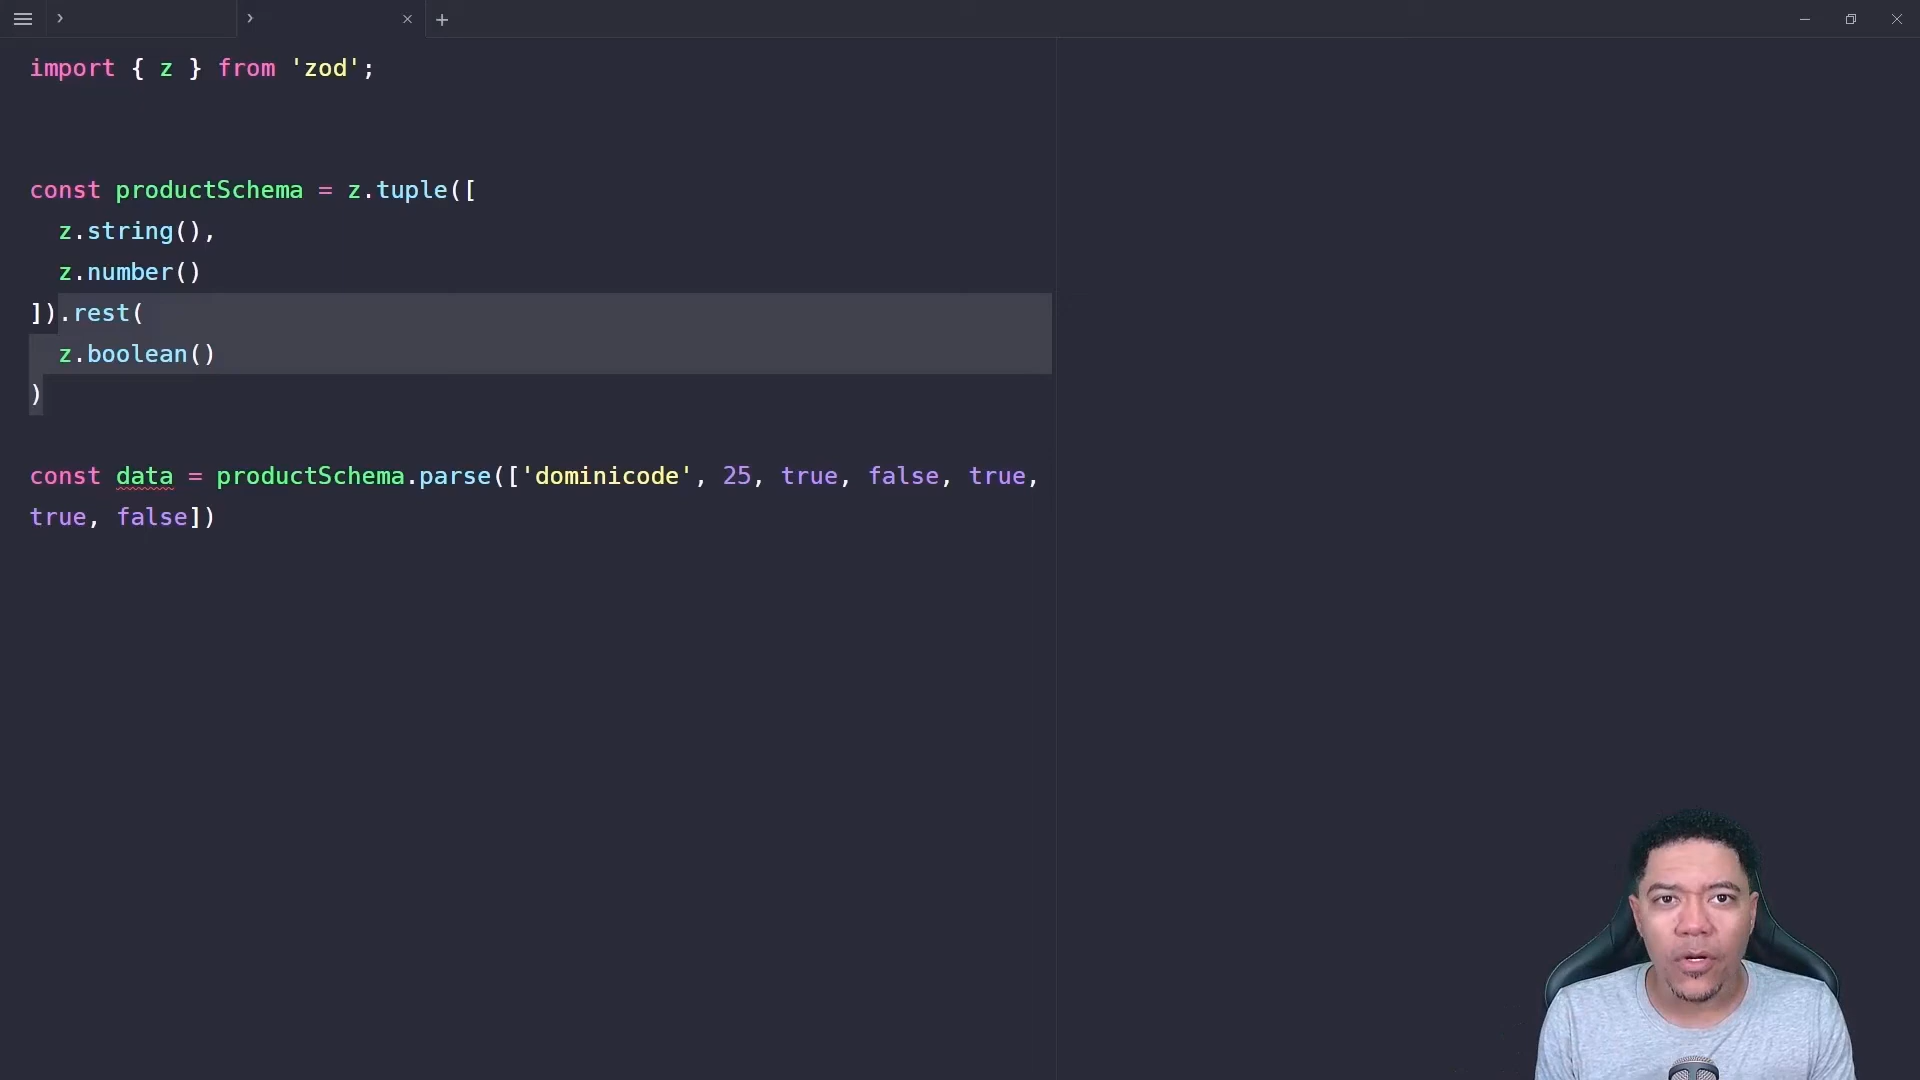 import { z } from 'zod';
const productSchema = z.tuple([
  z.string(),
  z.number()
]).rest(
  z.boolean()
)
const data = productSchema.parse(['dominicode', 25, true, false, true,
true, false])